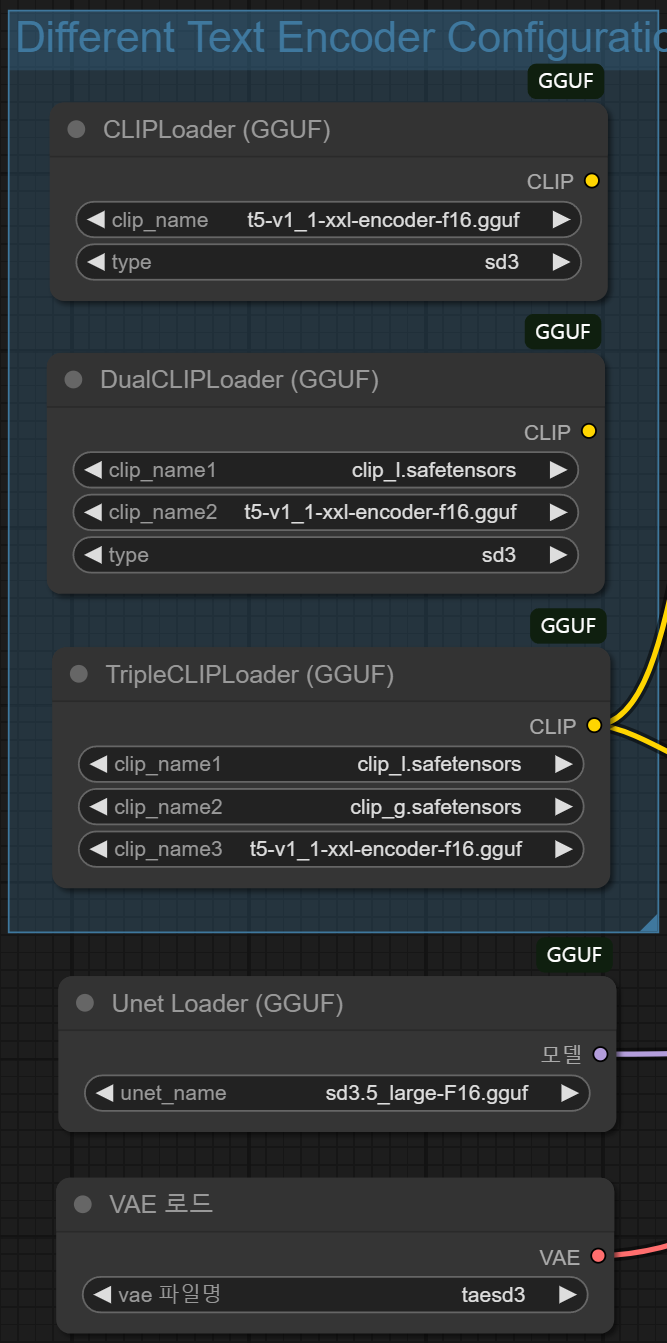 Different Text Encoder Configuratio
GGUF
CLIPLoader (GGUF)
CLIP
clip_name t5-v1_1-xxl-encoder-f16.gguf
type sd3
GGUF
DualCLIPLoader (GGUF)
CLIP
clip_name1 clip_l.safetensors
clip_name2 t5-v1_1-xxl-encoder-f16.gguf
type sd3
GGUF
TripleCLIPLoader (GGUF)
CLIP
clip_name1 clip_l.safetensors
clip_name2 clip_g.safetensors
clip_name3 t5-v1_1-xxl-encoder-f16.gguf
GGUF
Unet Loader (GGUF)
모델
unet_name sd3.5_large-F16.gguf
VAE 로드
VAE
vae 파일명 taesd3